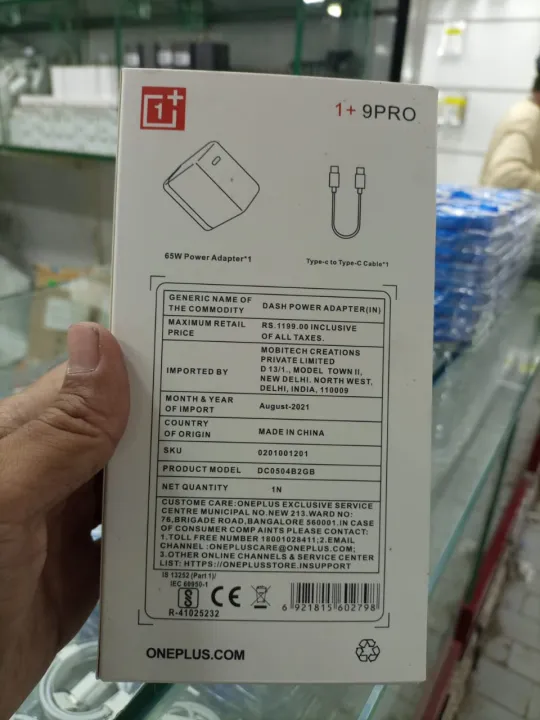 1+
1+ 9PRO
65W Power Adapter*1
Type-c to Type-C Cable*1
GENERIC NAME OF THE COMMODITY DASH POWER ADAPTER(IN)
MAXIMUM RETAIL PRICE RS.1199.00 INCLUSIVE OF ALL TAXES.
IMPORTED BY MOBITECH CREATIONS
PRIVATE LIMITED
D 13/1., MODEL TOWN II,
NEW DELHI. NORTH WEST,
DELHI, INDIA, 110009
MONTH & YEAR OF IMPORT August-2021
COUNTRY OF ORIGIN MADE IN CHINA
SKU 0201001201
PRODUCT MODEL DC0504B2GB
NET QUANTITY 1N
CUSTOME CARE:ONEPLUS EXCLUSIVE SERVICE
CENTRE MUNICIPAL NO.NEW 213.WARD NO:
76,BRIGADE ROAD,BANGALORE 560001.IN CASE
OF CONSUMER COMPAINTS PLEASE CONTACT:
1.TOLL FREE NUMBER 18001028411;2.EMAIL
CHANNEL :ONEPLUSCARE@ONEPLUS.COM;
3.OTHER ONLINE CHANNELS & SERVICE CENTER
LIST: HTTPS://ONEPLUSSTORE.INSUPPORT
IS 13252 (Part 1)/
IEC 60950-1
CE
R-41025232
6 921815 602798
ONEPLUS.COM